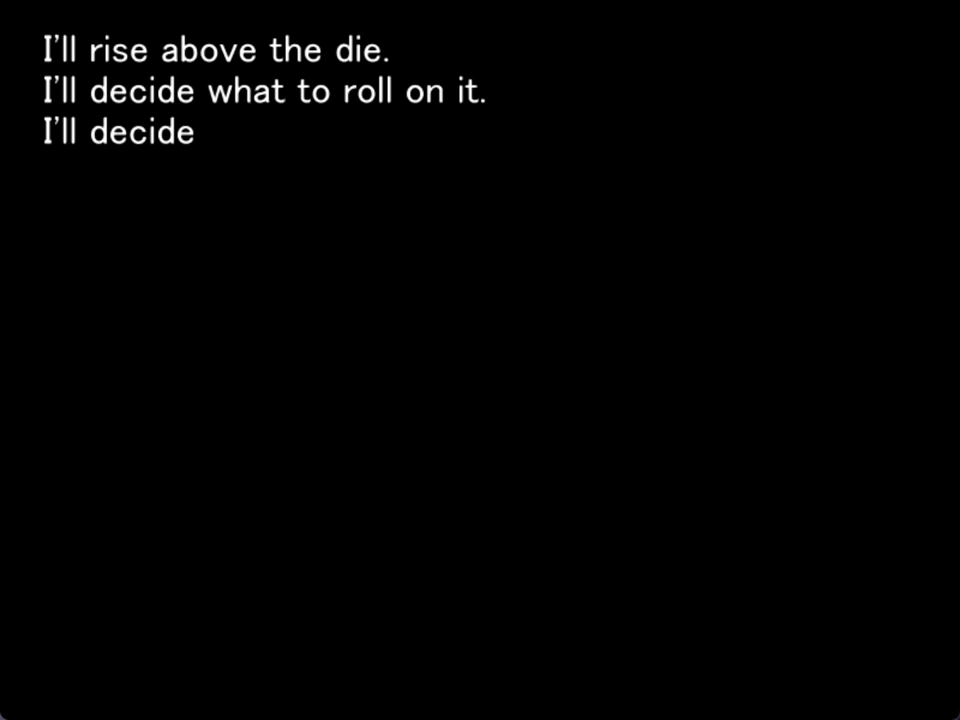 I'll rise above the die.
I'll decide what to roll on it.
I'll decide